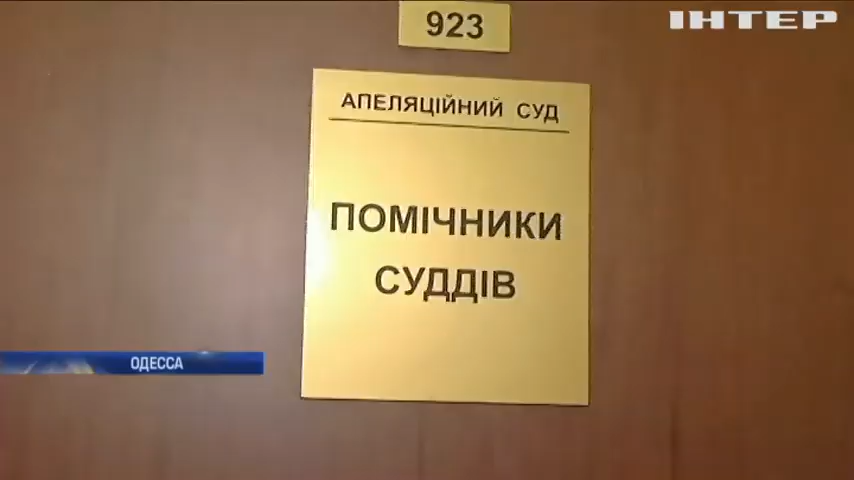 923
ІНТЕР
АПЕЛЯЦІЙНИЙ СУД
ПОМІЧНИКИ
СУДДІВ
ОДЕССА